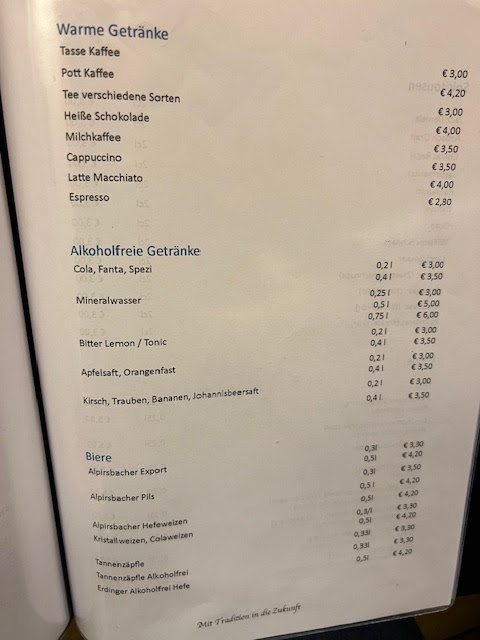 Warme Getränke
Tasse Kaffee € 3,00
Pott Kaffee € 4,20
Tee verschiedene Sorten € 3,00
Heiße Schokolade € 4,00
Milchkaffee € 3,50
Cappuccino € 3,50
Latte Macchiato € 4,00
Espresso € 2,80
Alkoholfreie Getränke
Cola, Fanta, Spezi 0,2 l € 3,00
0,4 l € 3,50
Mineralwasser 0,25 l € 3,00
0,5 l € 5,00
0,75 l € 6,00
Bitter Lemon / Tonic 0,2 l € 3,00
0,4 l € 3,50
Apfelsaft, Orangenfast 0,2 l € 3,00
0,4 l € 3,50
Kirsch, Trauben, Bananen, Johannisbeersaft 0,2 l € 3,00
0,4 l € 3,50
Biere
Alpirsbacher Export 0,3l € 3,30
0,5l € 4,20
Alpirsbacher Pils 0,3l € 3,50
0,5 l € 4,20
Alpirsbacher Hefeweizen 0,5l € 4,20
Kristallweizen, Colaweizen 0,3/l € 3,30
0,5l € 4,20
Tannenzäpfle 0,33l € 3,30
Tannenzäpfle Alkoholfrei 0,33l € 3,30
Erdinger Alkoholfrei Hefe 0,5l € 4,20
Mit Tradition in die Zukunft